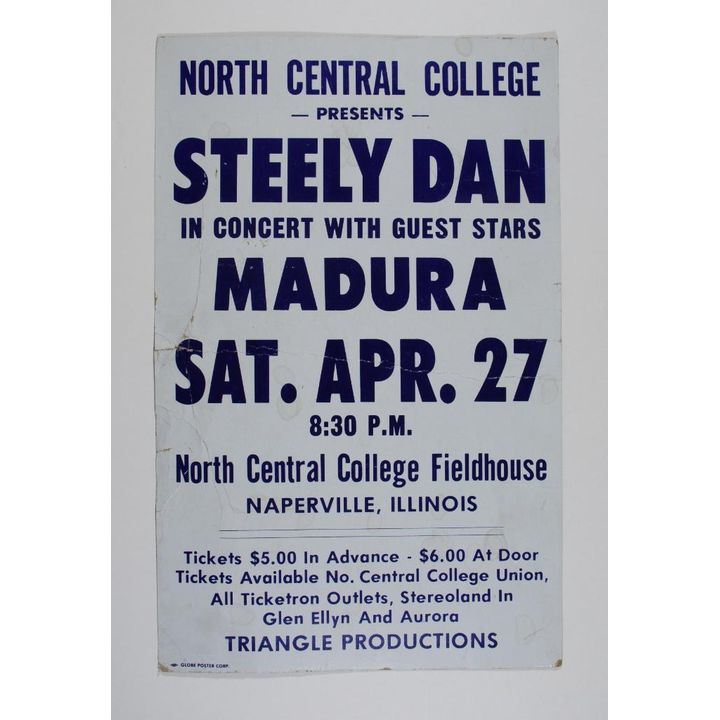 NORTH CENTRAL COLLEGE
— PRESENTS —
STEELY DAN
IN CONCERT WITH GUEST STARS
MADURA
SAT. APR. 27
8:30 P.M.
North Central College Fieldhouse
NAPERVILLE, ILLINOIS
Tickets $5.00 In Advance - $6.00 At Door
Tickets Available No. Central College Union,
All Ticketron Outlets, Stereoland In
Glen Ellyn And Aurora
TRIANGLE PRODUCTIONS
GLOBE POSTER CORP.